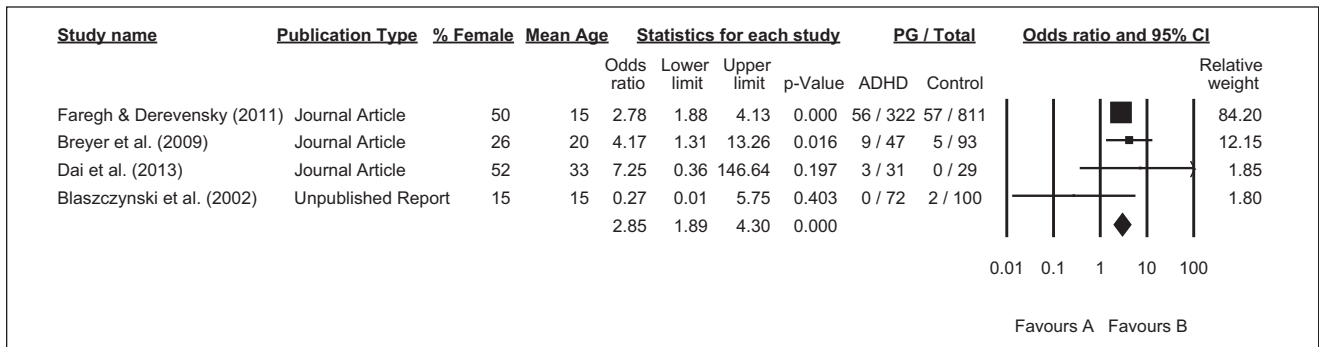 Study name Publication Type % Female Mean Age Statistics for each study PG / Total Odds ratio and 95% CI
Odds Lower Upper Relative
ratio limit limit p-Value ADHD Control weight
Faregh & Derevensky (2011) Journal Article 50 15 2.78 1.88 4.13 0.000 56 / 322 57 / 811 84.20
Breyer et al. (2009) Journal Article 26 20 4.17 1.31 13.26 0.016 9 / 47 5 / 93 12.15
Dai et al. (2013) Journal Article 52 33 7.25 0.36 146.64 0.197 3 / 31 0 / 29 1.85
Blaszczynski et al. (2002) Unpublished Report 15 15 0.27 0.01 5.75 0.403 0 / 72 2 / 100 1.80
2.85 1.89 4.30 0.000
0.01 0.1 1 10 100
Favours A Favours B